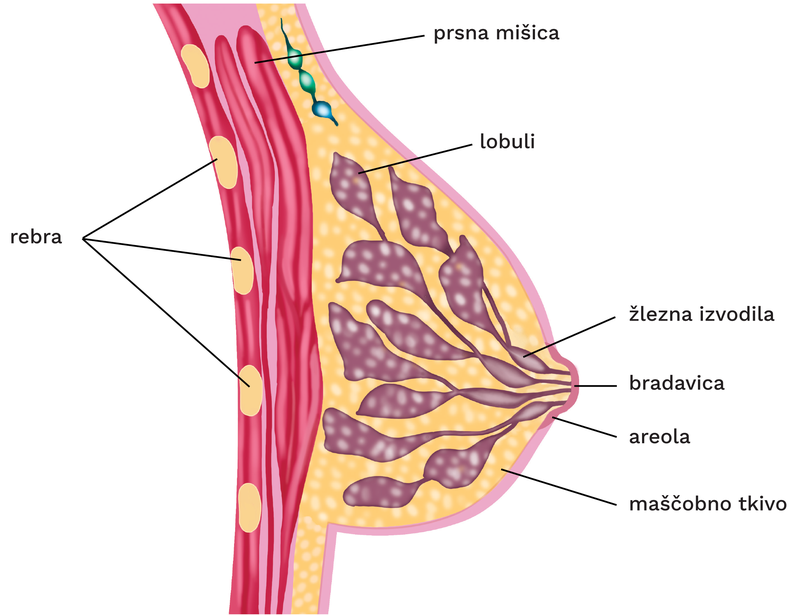 prsna mišica
lobuli
rebra
žlezna izvodila
bradavica
areola
maščobno tkivo